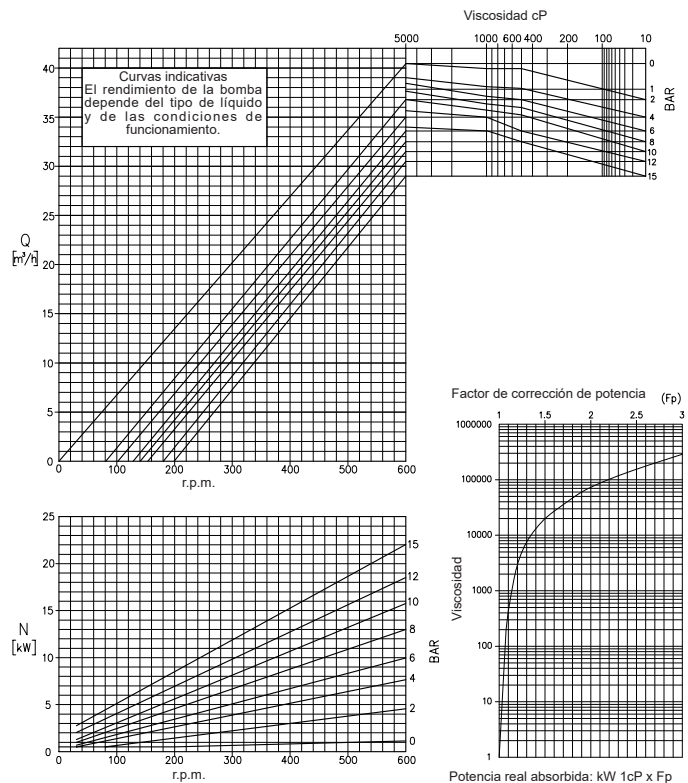 Viscosidad cP
5000 1000 600 400 200 100 10
40
35
30
25
20
15
10
5
0
Q
[m³/h]
Curvas indicativas
El rendimiento de la bomba
depende del tipo de líquido
y de las condiciones de
funcionamiento.
0
1
2
4
6
8
10
12
15
BAR
0 100 200 300 400 500 600
r.p.m.
25
20
15
10
5
0
N
[kW]
15
12
10
8
6
4
2
0
BAR
0 100 200 300 400 500 600
r.p.m.
Factor de corrección de potencia (Fp)
1 1.5 2 2.5 3
1000000
100000
10000
1000
100
10
1
Viscosidad
Potencia real absorbida: kW 1cP x Fp